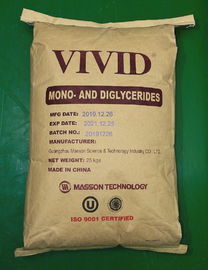 VIVID
MONO- AND DIGLYCERIDES
MFG DATE: 2019.12.26
EXP DATE: 2021.12.25
BATCH NO.: 20191226
MANUFACTURER:
Guangzhou Masson Science & Technology Industry CO., LTD.
NET WEIGHT: 25 kgs
MADE IN CHINA
MASSON TECHNOLOGY
ISO 9001 CERTIFIED